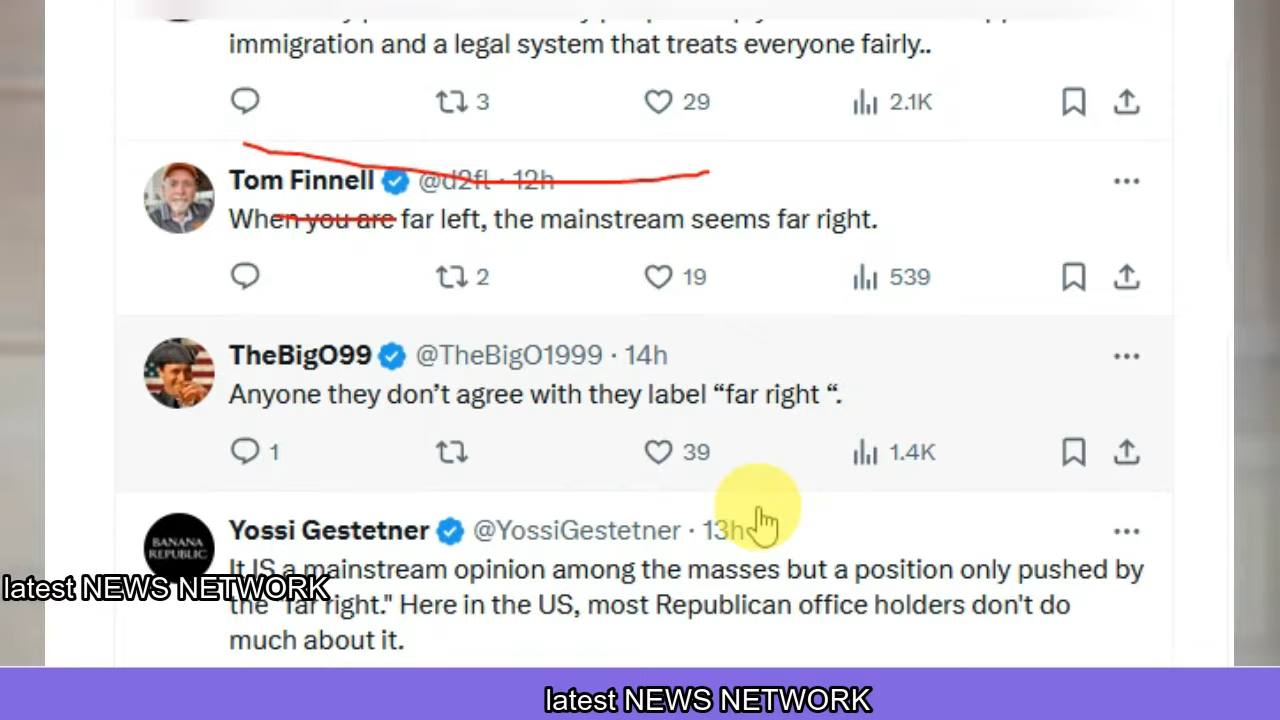 immigration and a legal system that treats everyone fairly..
3 29 2.1K
Tom Finnell @d2fl · 12h
When you are far left, the mainstream seems far right.
2 19 539
TheBigO99 @TheBigO1999 · 14h
Anyone they don’t agree with they label “far right “.
1 39 1.4K
Yossi Gestetner @YossiGestetner · 13h
BANANA
REPUBLIC
It IS a mainstream opinion among the masses but a position only pushed by
latest NEWS NETWORK
the "far right." Here in the US, most Republican office holders don't do
much about it.
latest NEWS NETWORK